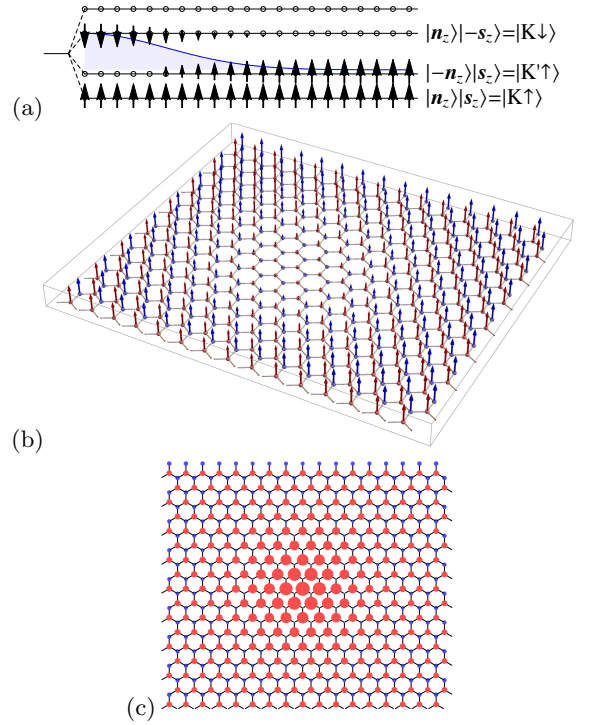 |n_z⟩|−s_z⟩=|K↓⟩
|−n_z⟩|s_z⟩=|K'↑⟩
|n_z⟩|s_z⟩=|K↑⟩
(a)
(b)
(c)